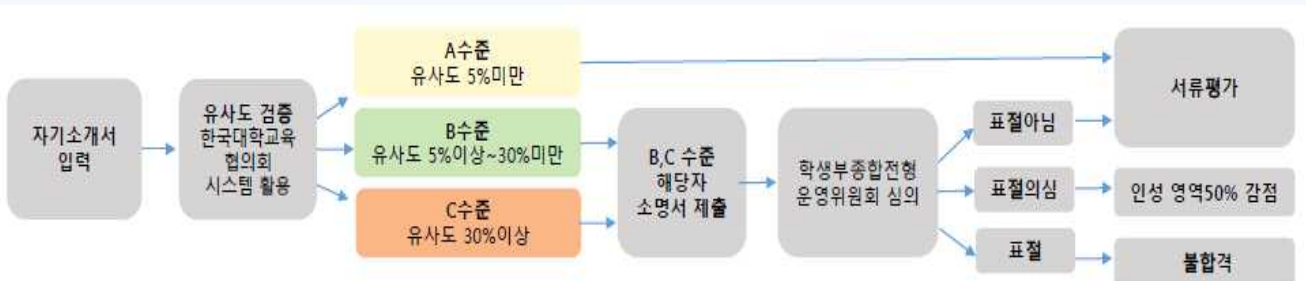 자기소개서
입력
유사도 검증
한국대학교육
협의회
시스템 활용
A수준
유사도 5%미만
B수준
유사도 5%이상~30%미만
C수준
유사도 30%이상
B,C 수준
해당자
소명서 제출
학생부종합전형
운영위원회 심의
표절아님
표절의심
표절
서류평가
인성 영역50% 감점
불합격